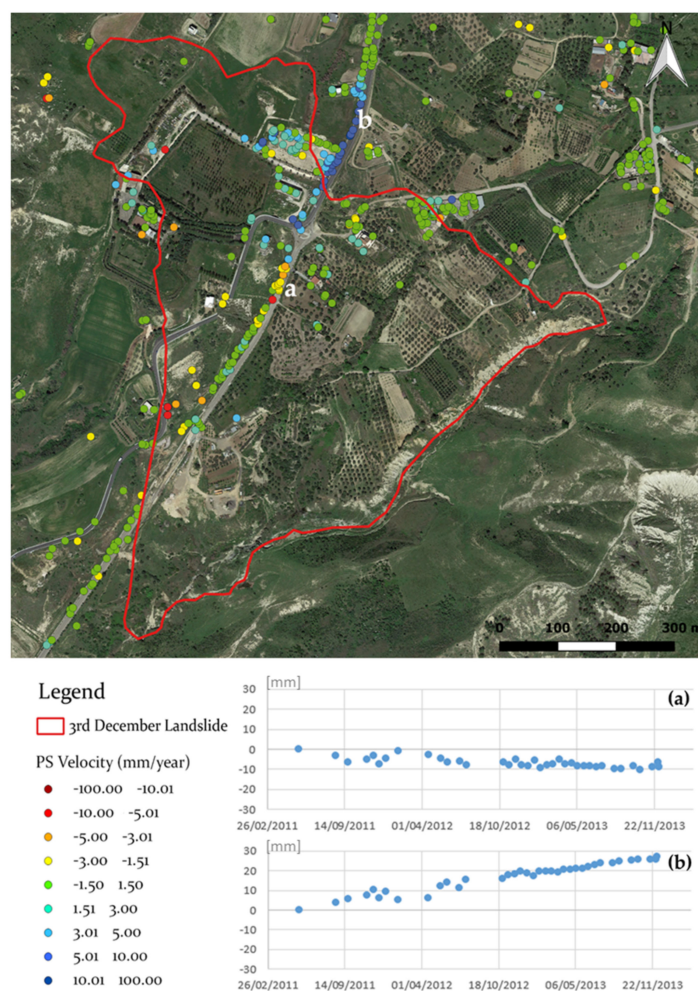 N
b
a
0 100 200 300 m
Legend
3rd December Landslide
PS Velocity (mm/year)
-100.00 -10.01
-10.00 -5.01
-5.00 -3.01
-3.00 -1.51
-1.50 1.50
1.51 3.00
3.01 5.00
5.01 10.00
10.01 100.00
[mm]
(a)
30
20
10
0
-10
-20
-30
26/02/2011 14/09/2011 01/04/2012 18/10/2012 06/05/2013 22/11/2013
[mm]
(b)
30
20
10
0
-10
-20
-30
26/02/2011 14/09/2011 01/04/2012 18/10/2012 06/05/2013 22/11/2013